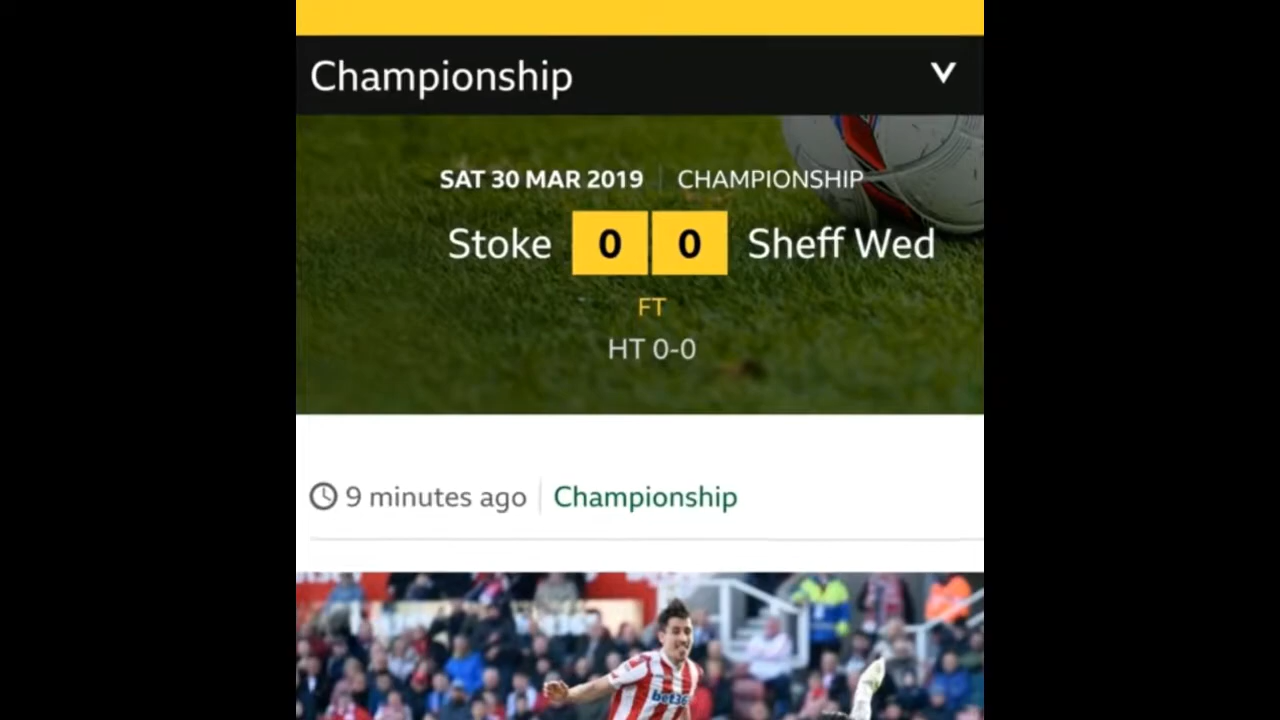 Championship
SAT 30 MAR 2019 CHAMPIONSHIP
Stoke 0 0 Sheff Wed
FT
HT 0-0
9 minutes ago Championship
bet36